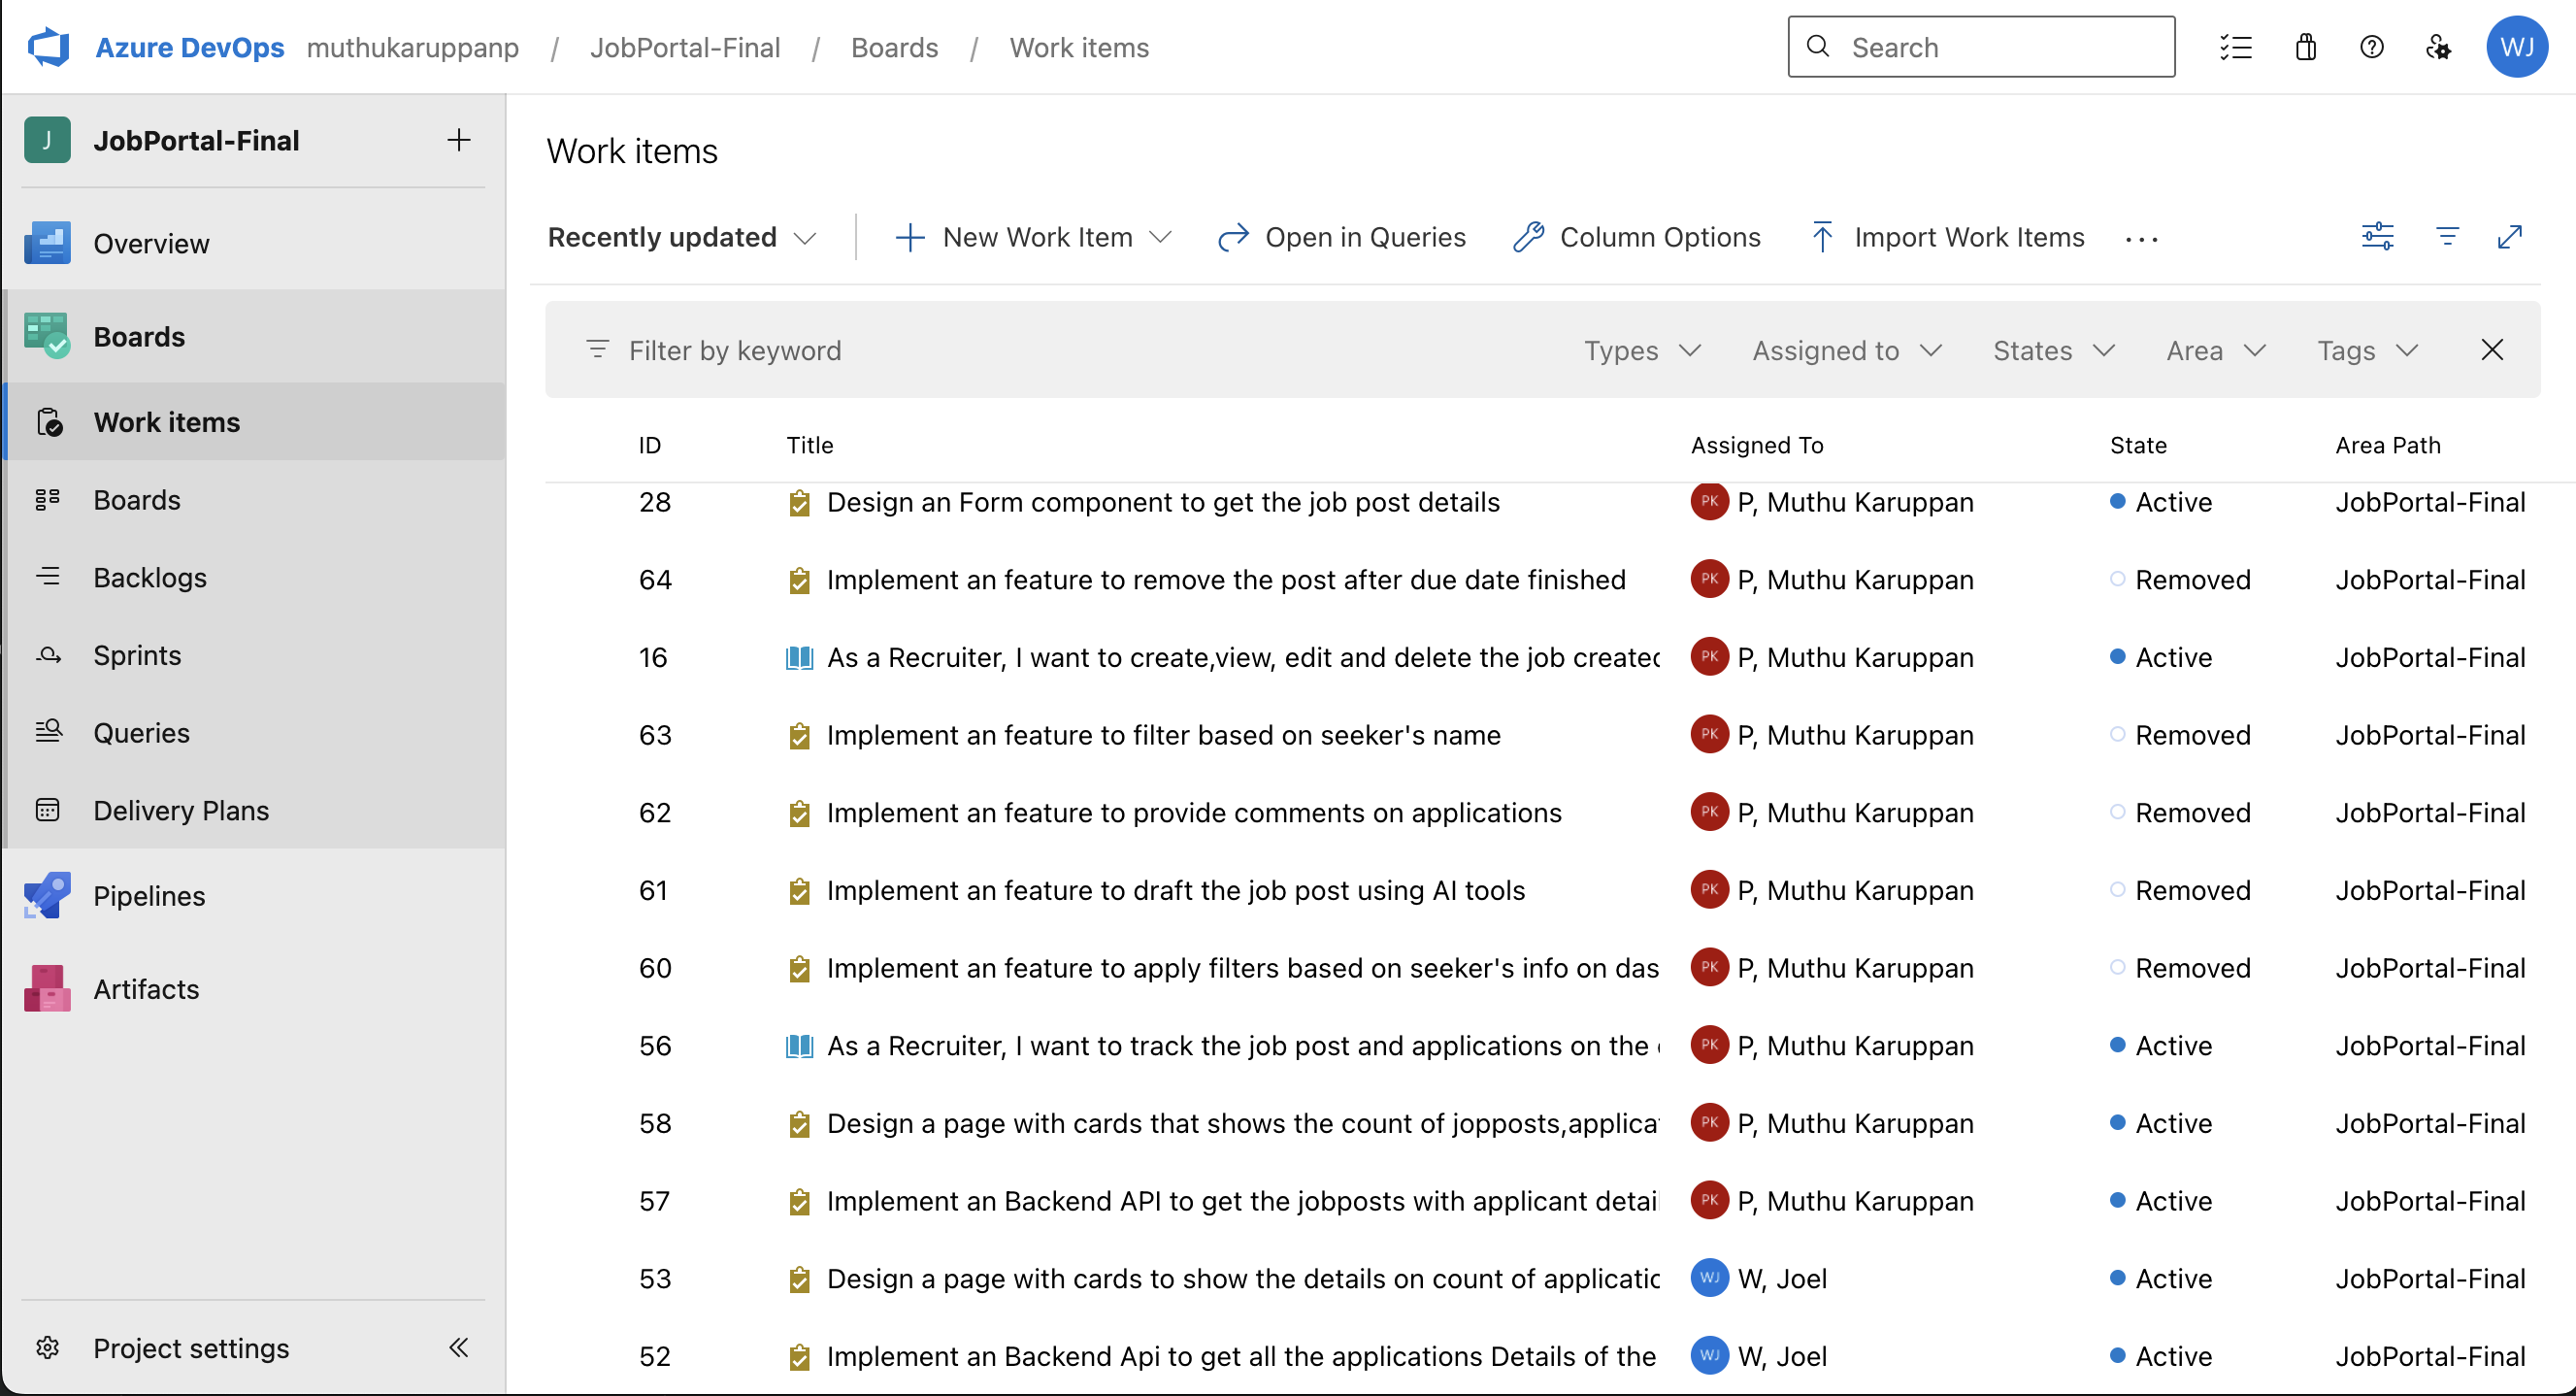 Azure DevOps muthukaruppanp / JobPortal-Final / Boards / Work items
Search
WJ
J JobPortal-Final
Overview
Boards
Work items
Boards
Backlogs
Sprints
Queries
Delivery Plans
Pipelines
Artifacts
Project settings
Work items
Recently updated New Work Item Open in Queries Column Options Import Work Items ...
Filter by keyword Types Assigned to States Area Tags
ID Title Assigned To State Area Path
28 Design an Form component to get the job post details PK P, Muthu Karuppan Active JobPortal-Final
64 Implement an feature to remove the post after due date finished PK P, Muthu Karuppan Removed JobPortal-Final
16 As a Recruiter, I want to create,view, edit and delete the job created PK P, Muthu Karuppan Active JobPortal-Final
63 Implement an feature to filter based on seeker's name PK P, Muthu Karuppan Removed JobPortal-Final
62 Implement an feature to provide comments on applications PK P, Muthu Karuppan Removed JobPortal-Final
61 Implement an feature to draft the job post using AI tools PK P, Muthu Karuppan Removed JobPortal-Final
60 Implement an feature to apply filters based on seeker's info on das PK P, Muthu Karuppan Removed JobPortal-Final
56 As a Recruiter, I want to track the job post and applications on the PK P, Muthu Karuppan Active JobPortal-Final
58 Design a page with cards that shows the count of jopposts,applicat PK P, Muthu Karuppan Active JobPortal-Final
57 Implement an Backend API to get the jobposts with applicant detail PK P, Muthu Karuppan Active JobPortal-Final
53 Design a page with cards to show the details on count of applicatic WJ W, Joel Active JobPortal-Final
52 Implement an Backend Api to get all the applications Details of the WJ W, Joel Active JobPortal-Final